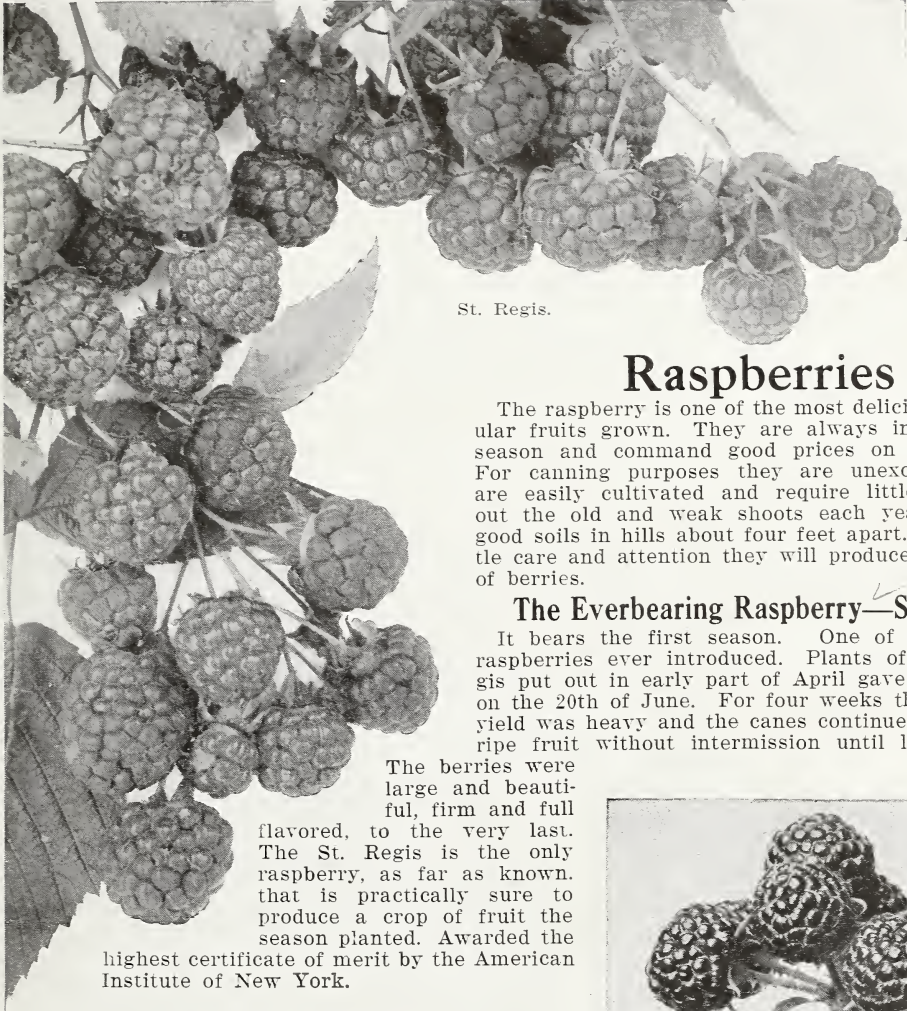 St. Regis.
Raspberries
The raspberry is one of the most delici
ular fruits grown. They are always in
season and command good prices on
For canning purposes they are unexc
are easily cultivated and require littl
out the old and weak shoots each yea
good soils in hills about four feet apart.
tle care and attention they will produce
of berries.
The Everbearing Raspberry—S
It bears the first season. One of
raspberries ever introduced. Plants of
gis put out in early part of April gave
on the 20th of June. For four weeks th
yield was heavy and the canes continue
ripe fruit without intermission until l
The berries were
large and beauti-
ful, firm and full
flavored, to the very last.
The St. Regis is the only
raspberry, as far as known.
that is practically sure to
produce a crop of fruit the
season planted. Awarded the
highest certificate of merit by the American
Institute of New York.